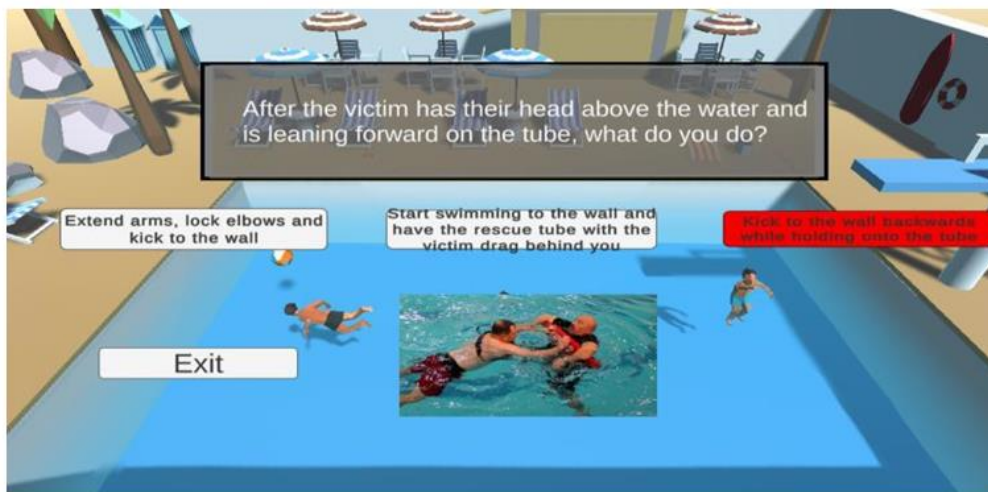 After the victim has their head above the water and
is leaning forward on the tube, what do you do?
Extend arms, lock elbows and
kick to the wall
Start swimming to the wall and
have the rescue tube with the
victim drag behind you
Kick to the wall backwards
while holding onto the tube
Exit